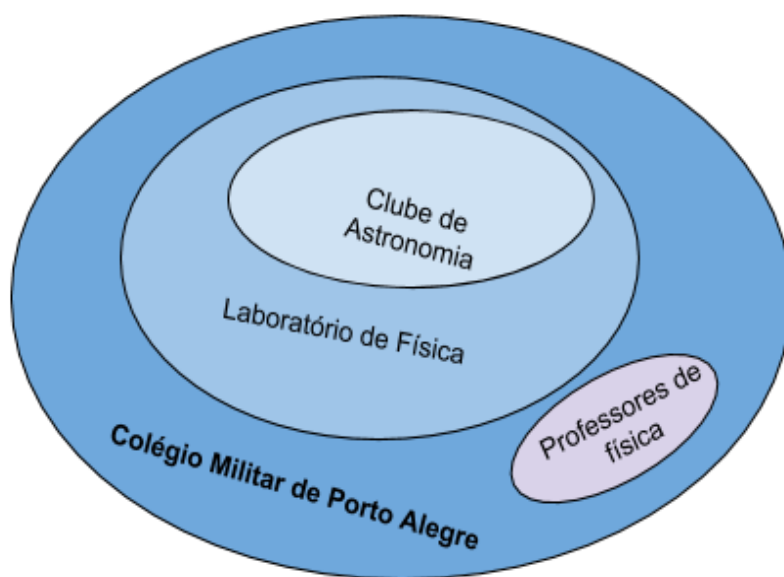 Clube de
Astronomia
Laboratório de Física
Professores de
física
Colégio Militar de Porto Alegre